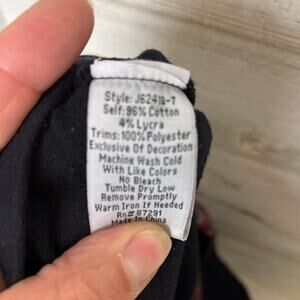 Style: J62413-7
Self: 96% Cotton
4% Lycra
Trims: 100% Polyester
Exclusive Of Decoration
Machine Wash Cold
With Like Colors
No Bleach
Tumble Dry Low
Remove Promptly
Warm Iron If Needed
Rn# 87291
Made In China